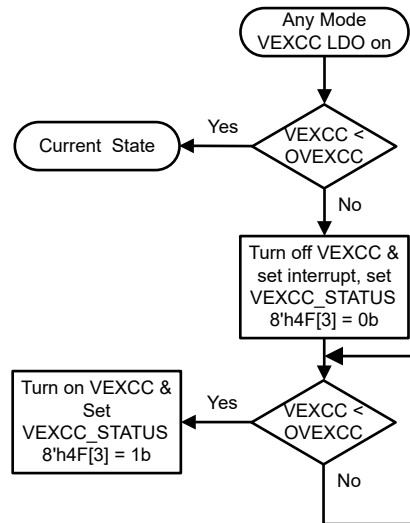 Any Mode
VEXCC LDO on
Yes
VEXCC <
OVEXCC
Current State
No
Turn off VEXCC &
set interrupt, set
VEXCC_STATUS
8'h4F[3] = 0b
Turn on VEXCC &
Set
VEXCC_STATUS
8'h4F[3] = 1b
Yes
VEXCC <
OVEXCC
No